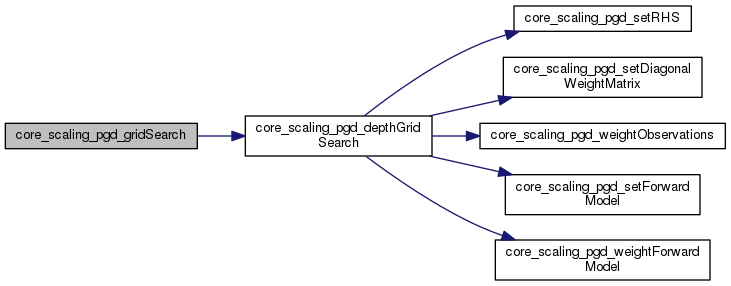 core_scaling_pgd_gridSearch
core_scaling_pgd_depthGrid
Search
core_scaling_pgd_setRHS
core_scaling_pgd_setDiagonal
WeightMatrix
core_scaling_pgd_weightObservations
core_scaling_pgd_setForward
Model
core_scaling_pgd_weightForward
Model